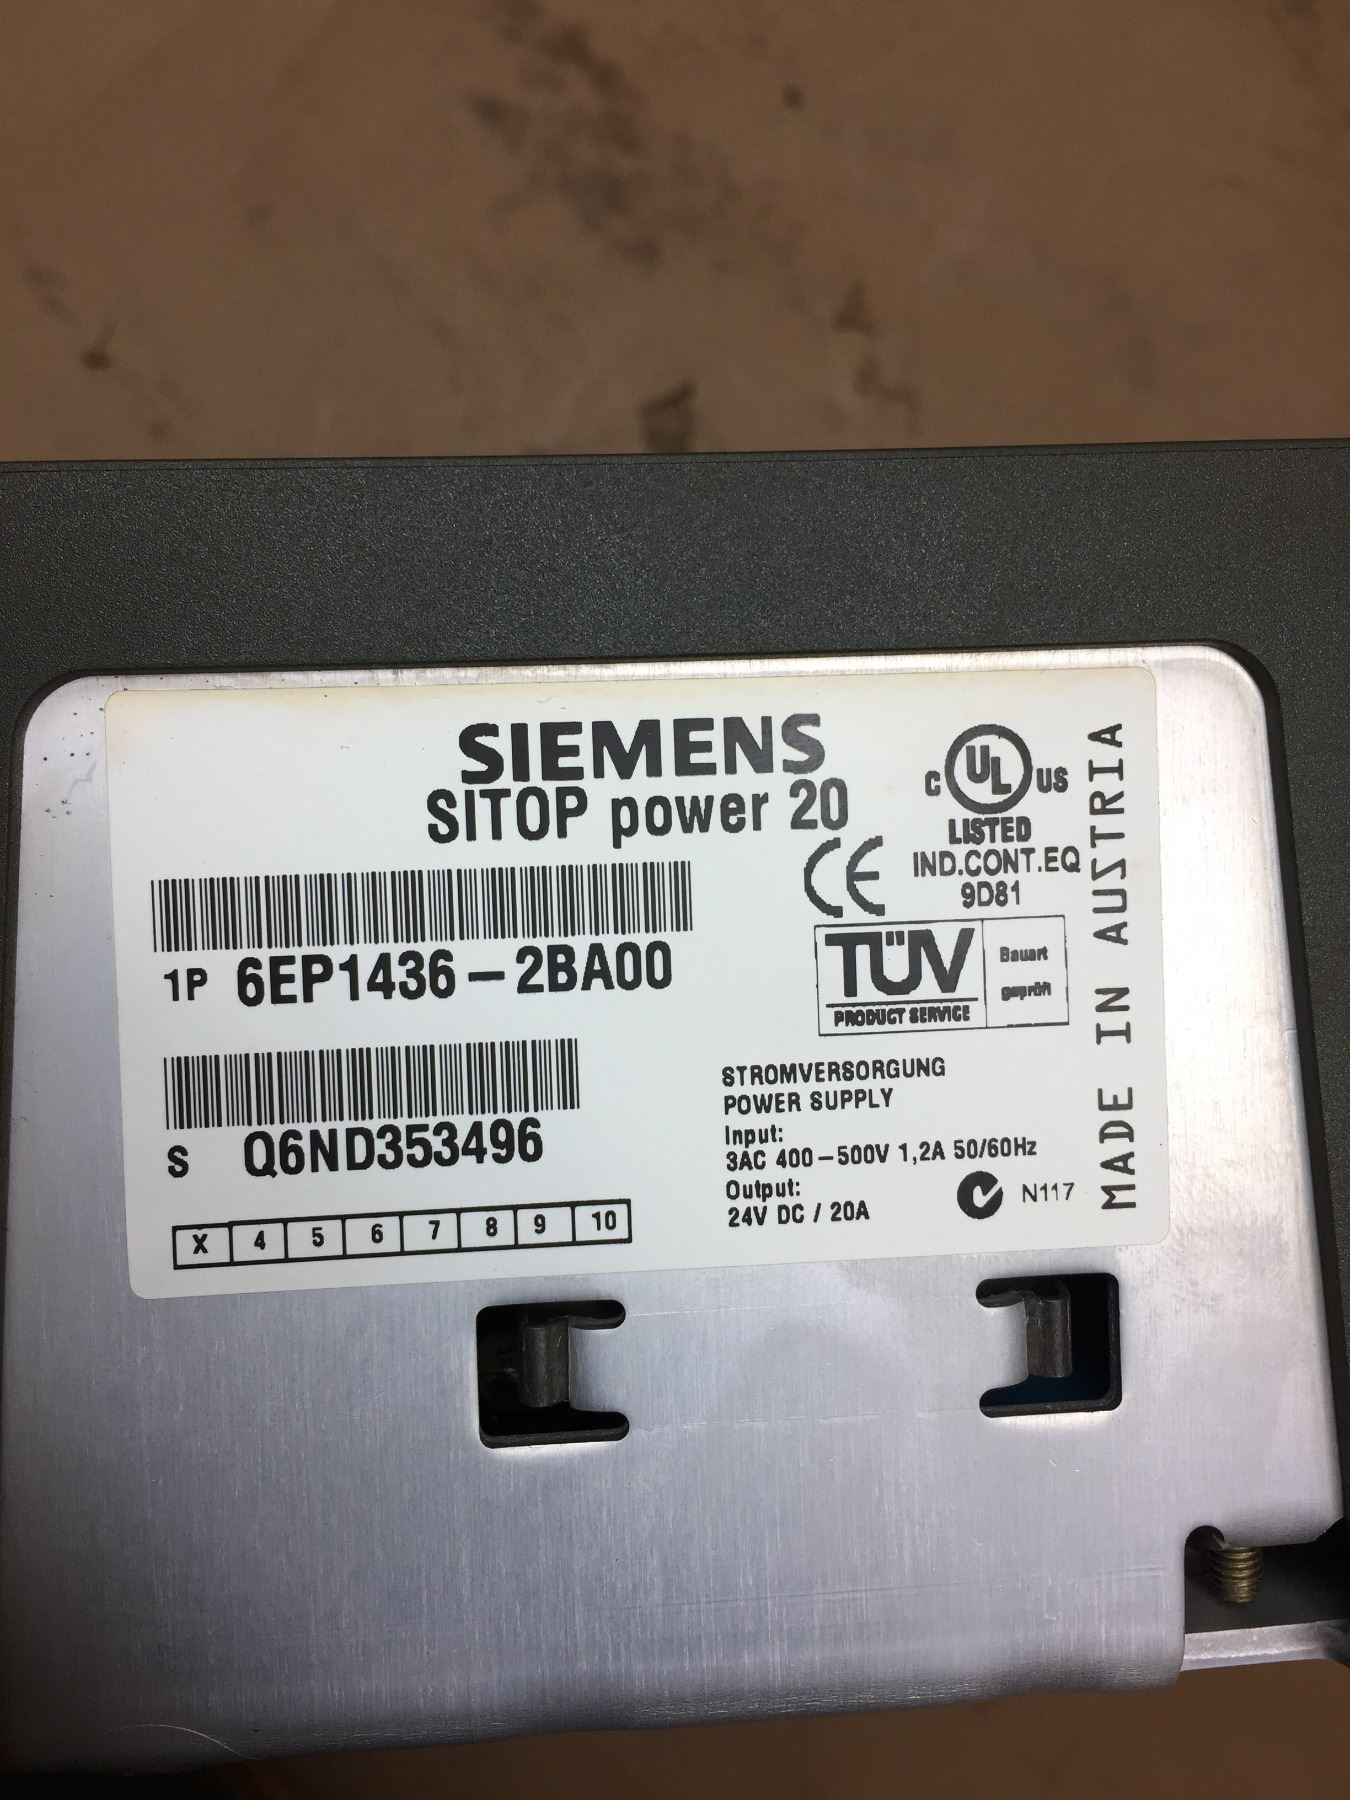 SIEMENS
SITOP power 20
C UL US
LISTED
IND.CONT.EQ
9D81
CE
1P 6EP1436-2BA00
TÜV
PRODUCT SERVICE
Bauart
geprüft
S Q6ND353496
STROMVERSORGUNG
POWER SUPPLY
Input:
3AC 400-500V 1,2A 50/60Hz
Output:
24V DC / 20A
N117
X 4 5 6 7 8 9 10
MADE IN AUSTRIA